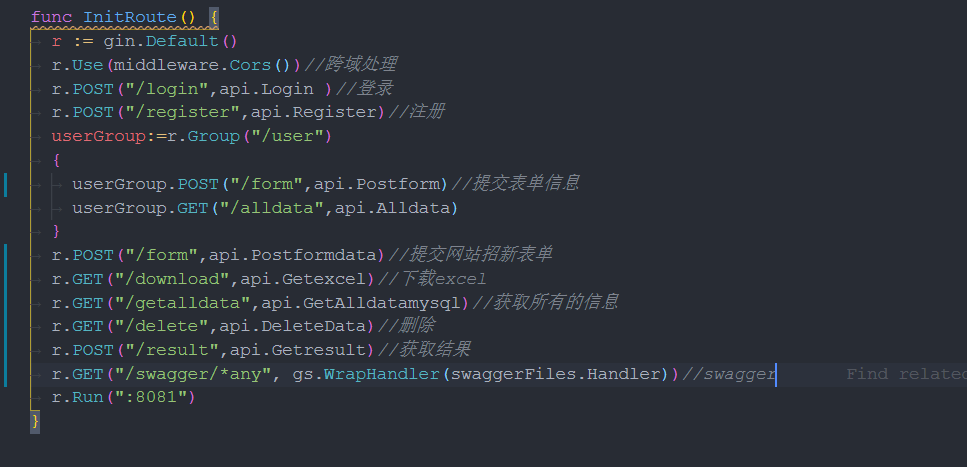 func InitRoute() {
r := gin.Default()
r.Use(middleware.Cors())//跨域处理
r.POST("/login",api.Login )//登录
r.POST("/register",api.Register)//注册
userGroup:=r.Group("/user")
{
userGroup.POST("/form",api.Postform)//提交表单信息
userGroup.GET("/alldata",api.Alldata)
}
r.POST("/form",api.Postformdata)//提交网站招新表单
r.GET("/download",api.Getexcel)//下载excel
r.GET("/getalldata",api.GetAlldatamysql)//获取所有的信息
r.GET("/delete",api.DeleteData)//删除
r.POST("/result",api.Getresult)//获取结果
r.GET("/swagger/*any", gs.WrapHandler(swaggerFiles.Handler))//swagger Find related
r.Run(":8081")
}